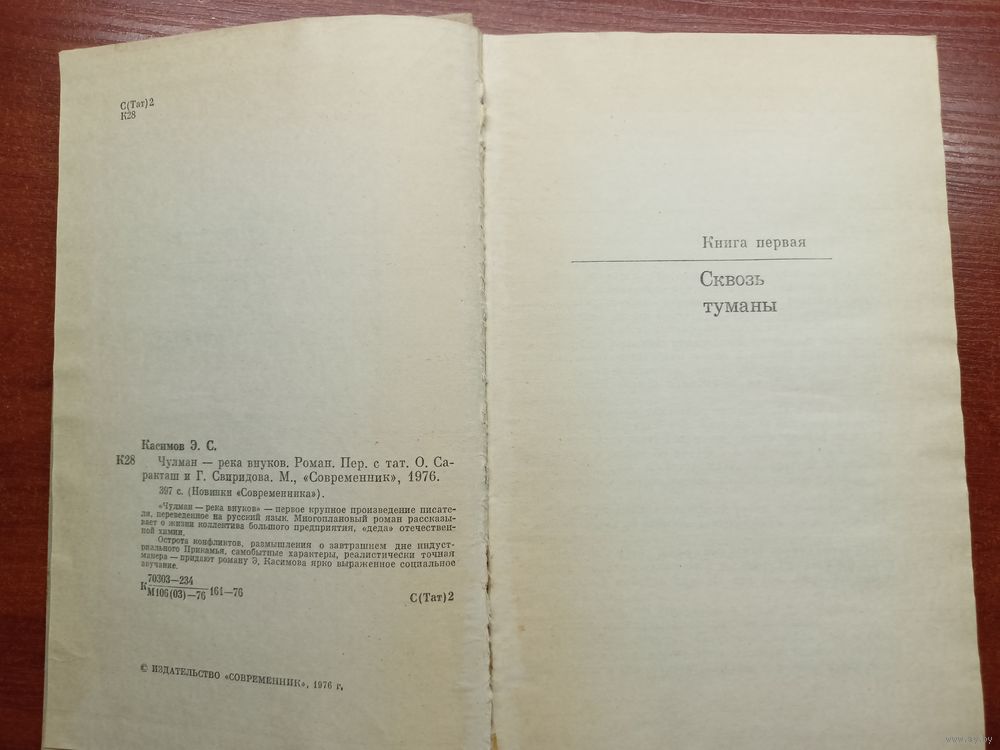 С(Тат)2
К28
Касимов Э. С.
К28 Чулман — река внуков. Роман. Пер. с тат. О. Са-
ракташ и Г. Свиридова. М., «Современник», 1976.
397 с. (Новинки «Современника»).
«Чулман — река внуков» — первое крупное произведение писате-
ля, переведенное на русский язык. Многоплановый роман рассказы-
вает о жизни коллектива большого предприятия, «деда» отечествен-
ной химии.
Острота конфликтов, размышления о завтрашнем дне индуст-
риального Прикамья, самобытные характеры, реалистически точная
манера — придают роману Э. Касимова ярко выраженное социальное
звучание.
К 70303—234
М106(03)—76 161—76
С(Тат)2
© ИЗДАТЕЛЬСТВО «СОВРЕМЕННИК», 1976 г.
Книга первая
Сквозь
туманы
www.ay.by